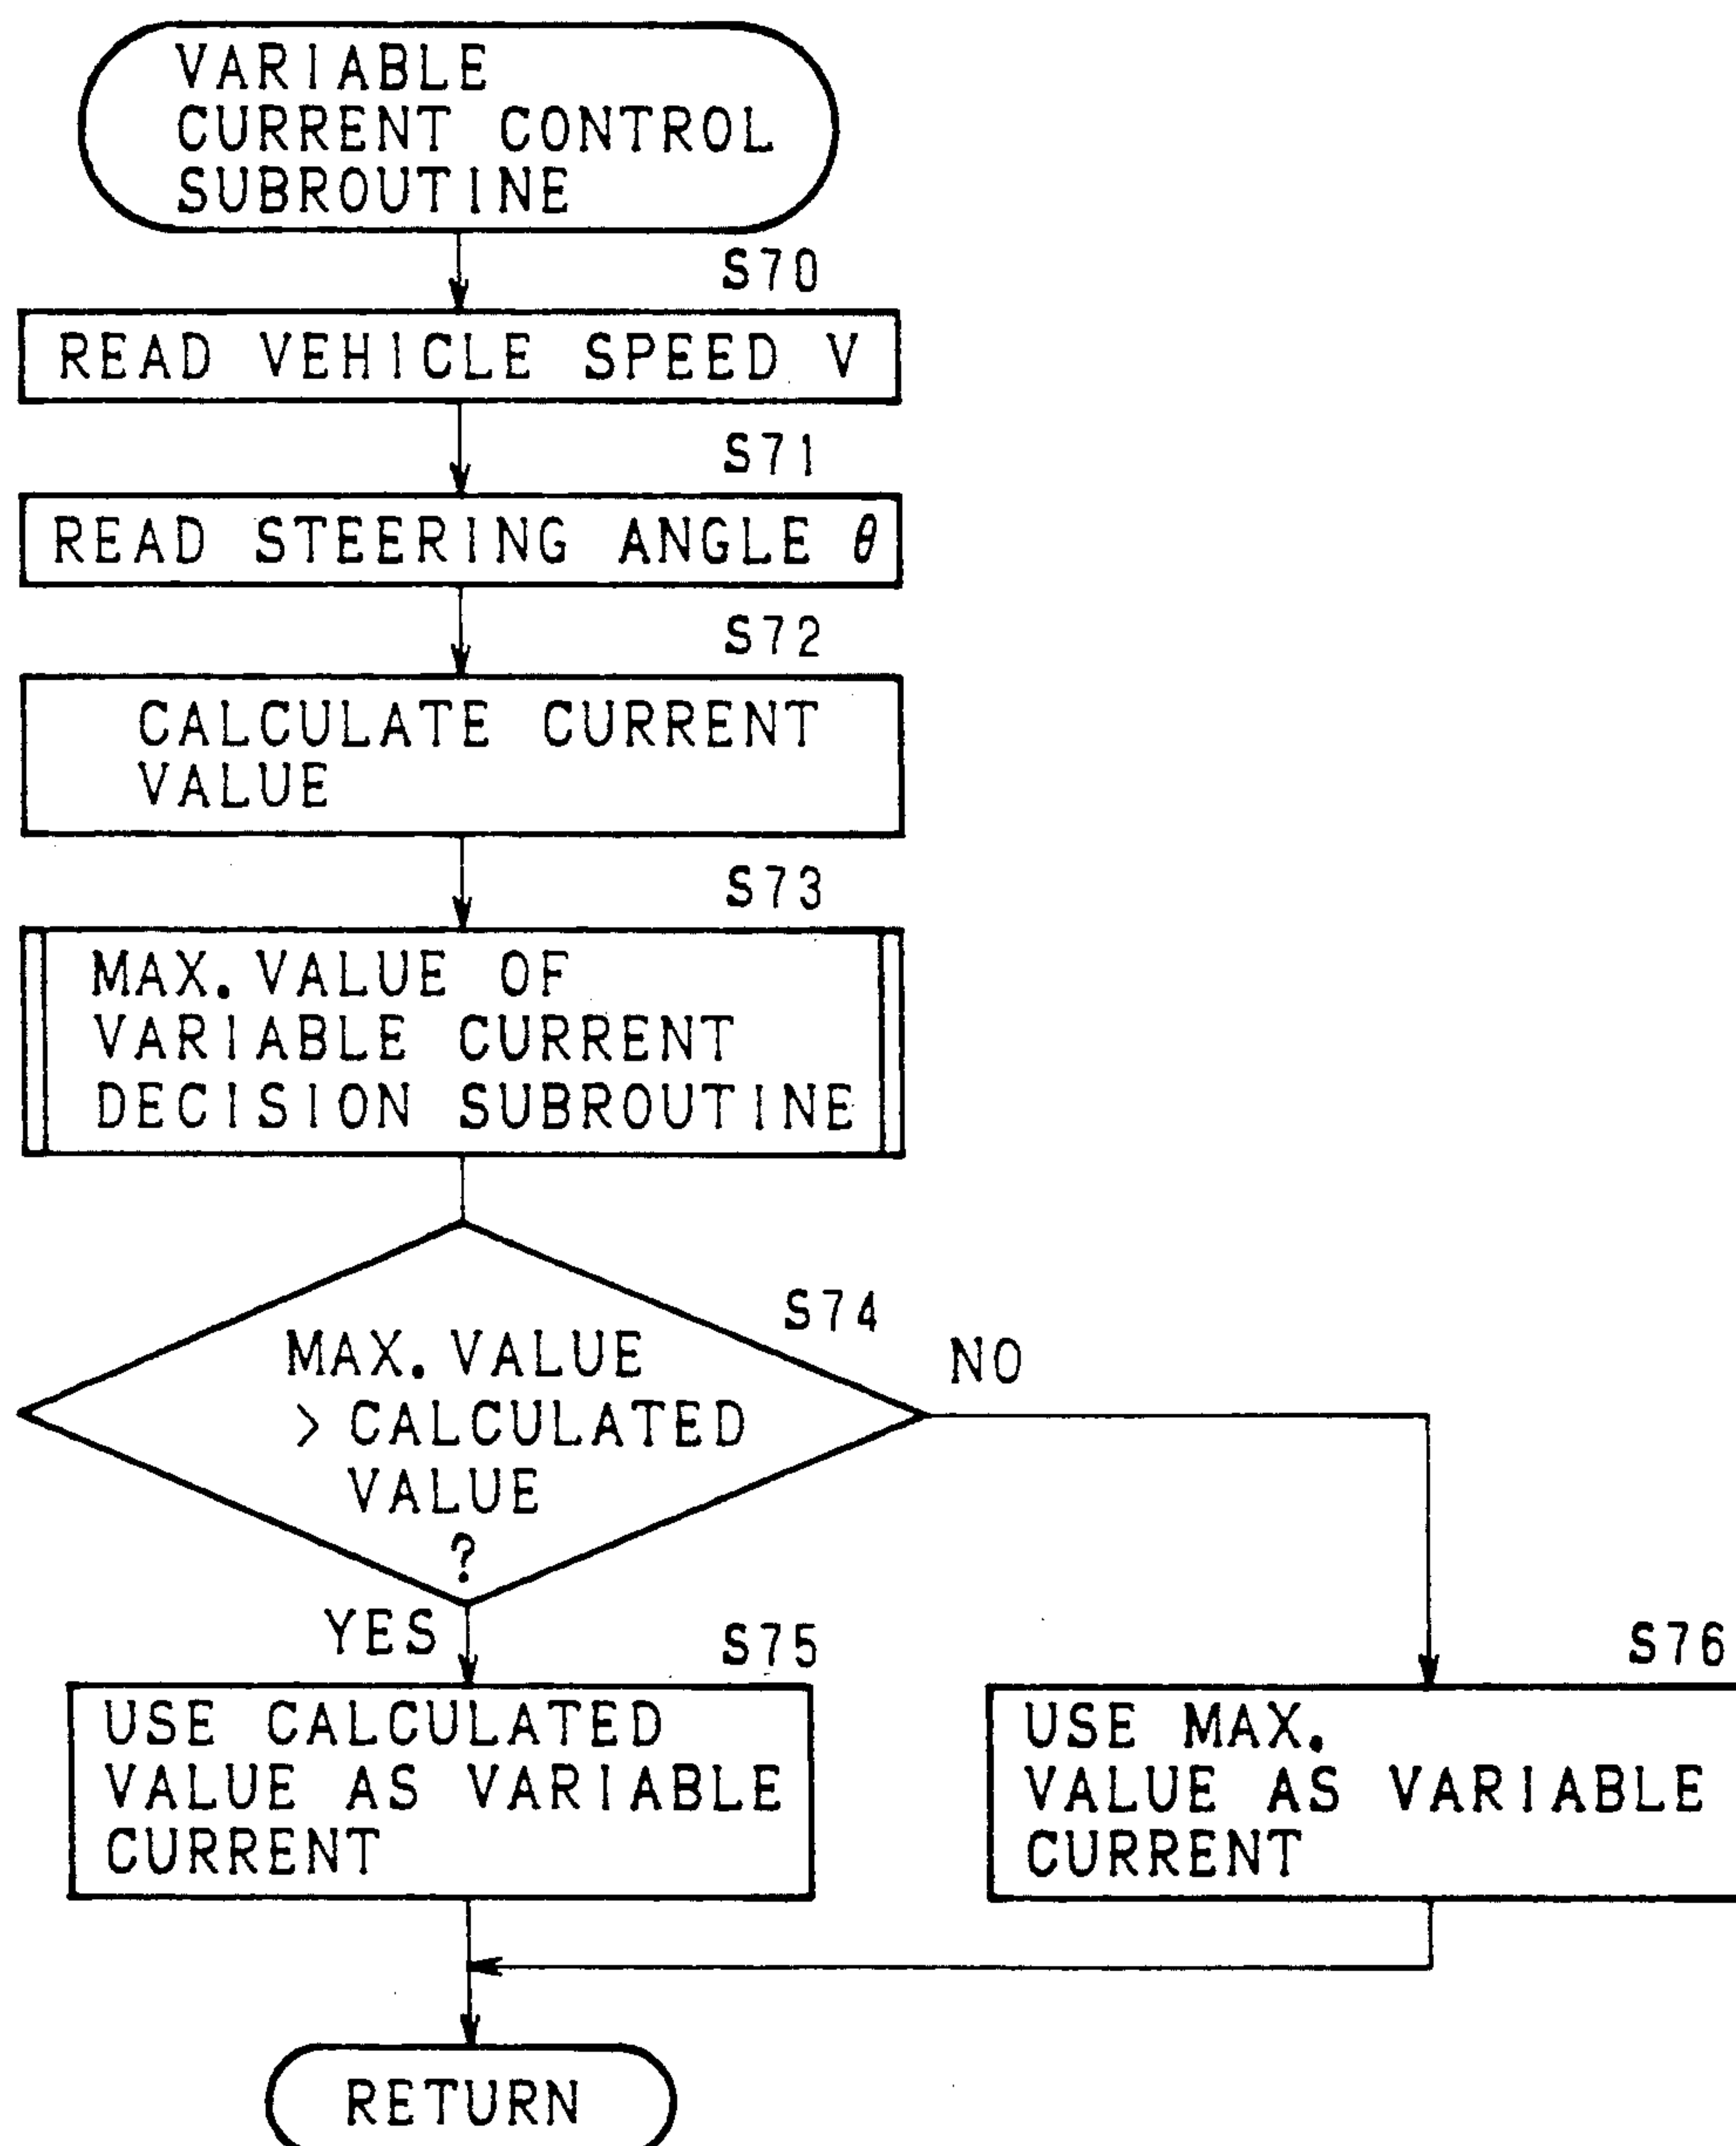 VARIABLE
CURRENT CONTROL
SUBROUTINE
S70
READ VEHICLE SPEED V
S71
READ STEERING ANGLE θ
S72
CALCULATE CURRENT
VALUE
S73
MAX. VALUE OF
VARIABLE CURRENT
DECISION SUBROUTINE
S74
MAX. VALUE
> CALCULATED
VALUE
?
NO
YES
S75
USE CALCULATED
VALUE AS VARIABLE
CURRENT
S76
USE MAX.
VALUE AS VARIABLE
CURRENT
RETURN